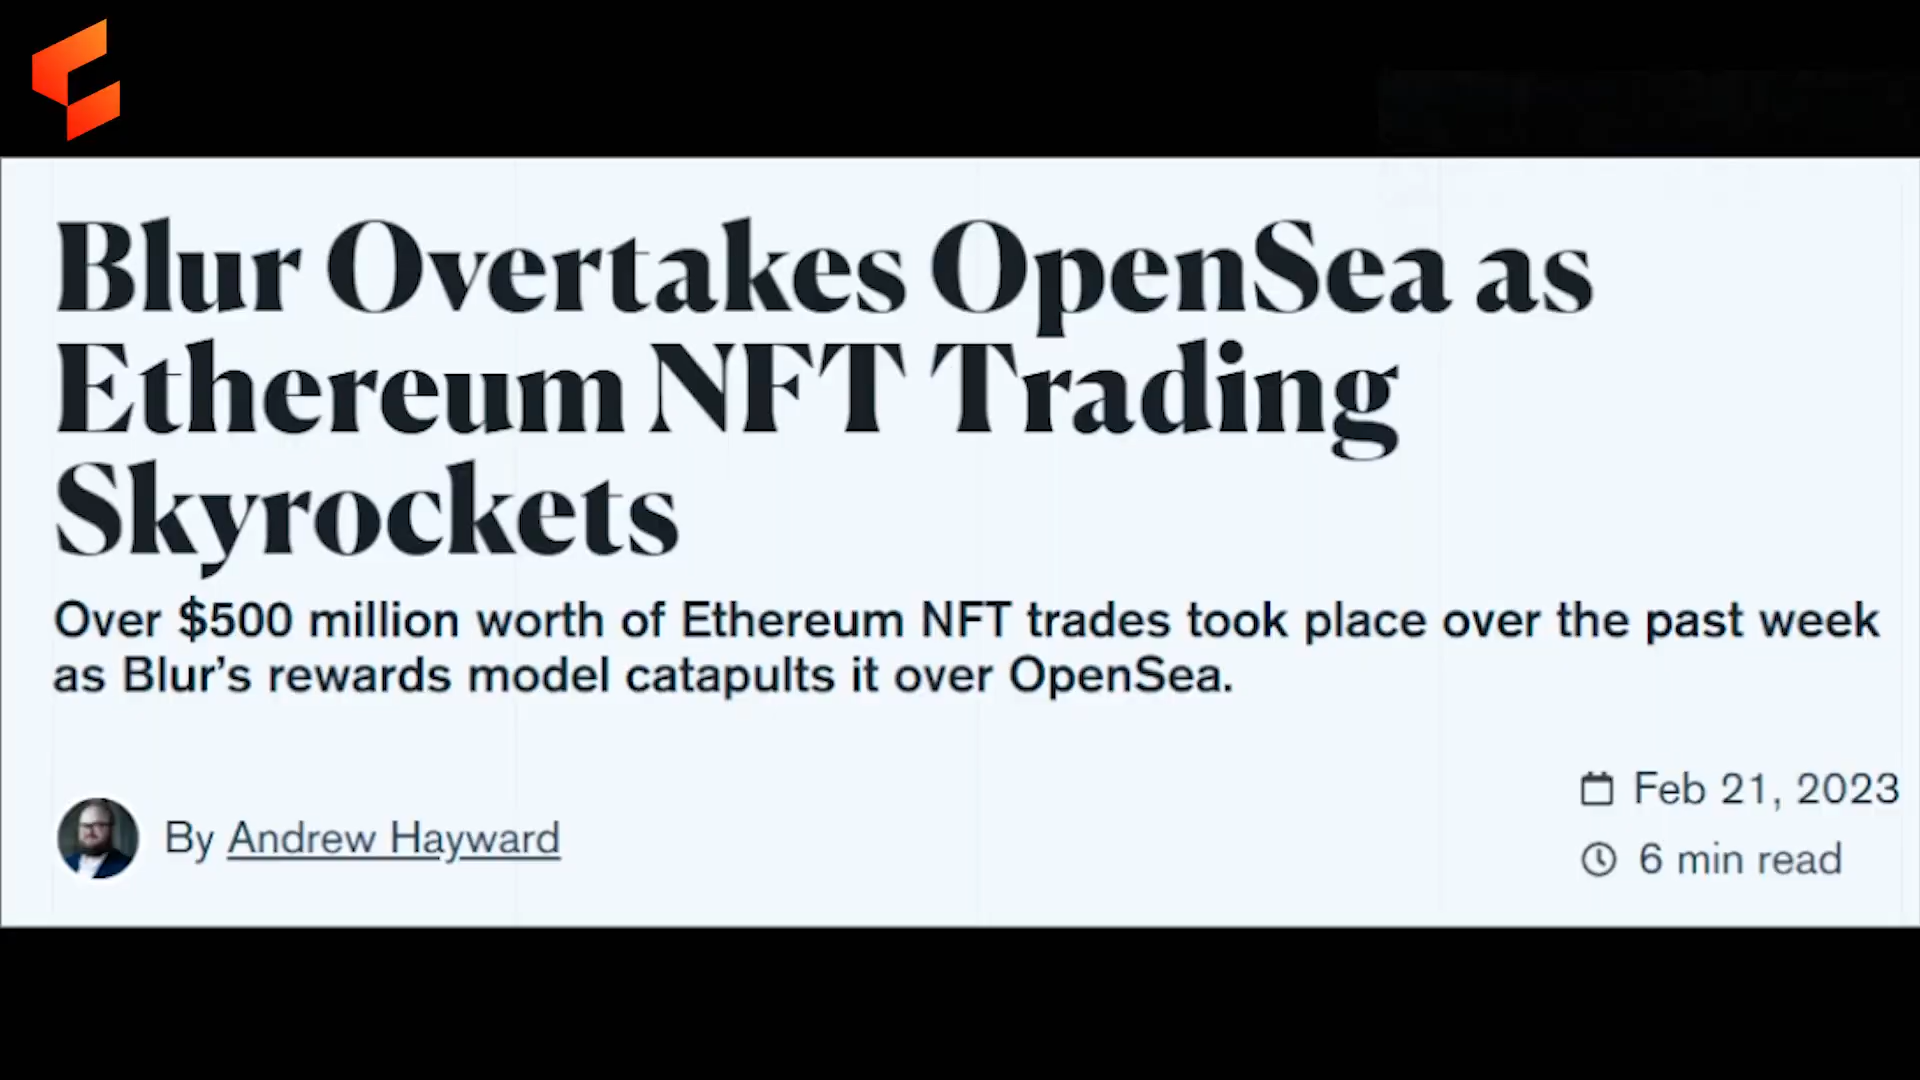 Blur Overtakes OpenSea as
Ethereum NFT Trading
Skyrockets
Over $500 million worth of Ethereum NFT trades took place over the past week
as Blur's rewards model catapults it over OpenSea.
By Andrew Hayward
Feb 21, 2023
6 min read